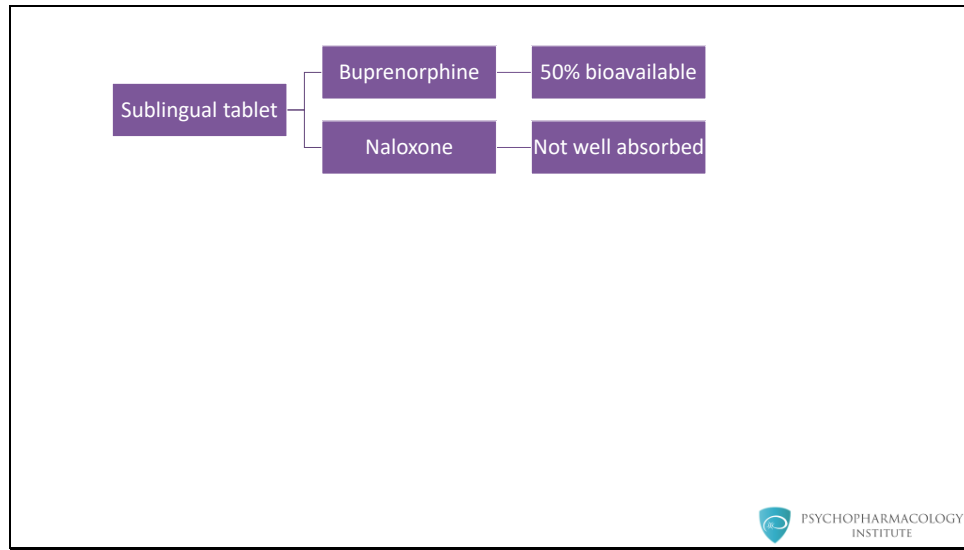 Buprenorphine
50% bioavailable
Sublingual tablet
Naloxone
Not well absorbed
PSYCHOPHARMACOLOGY
INSTITUTE